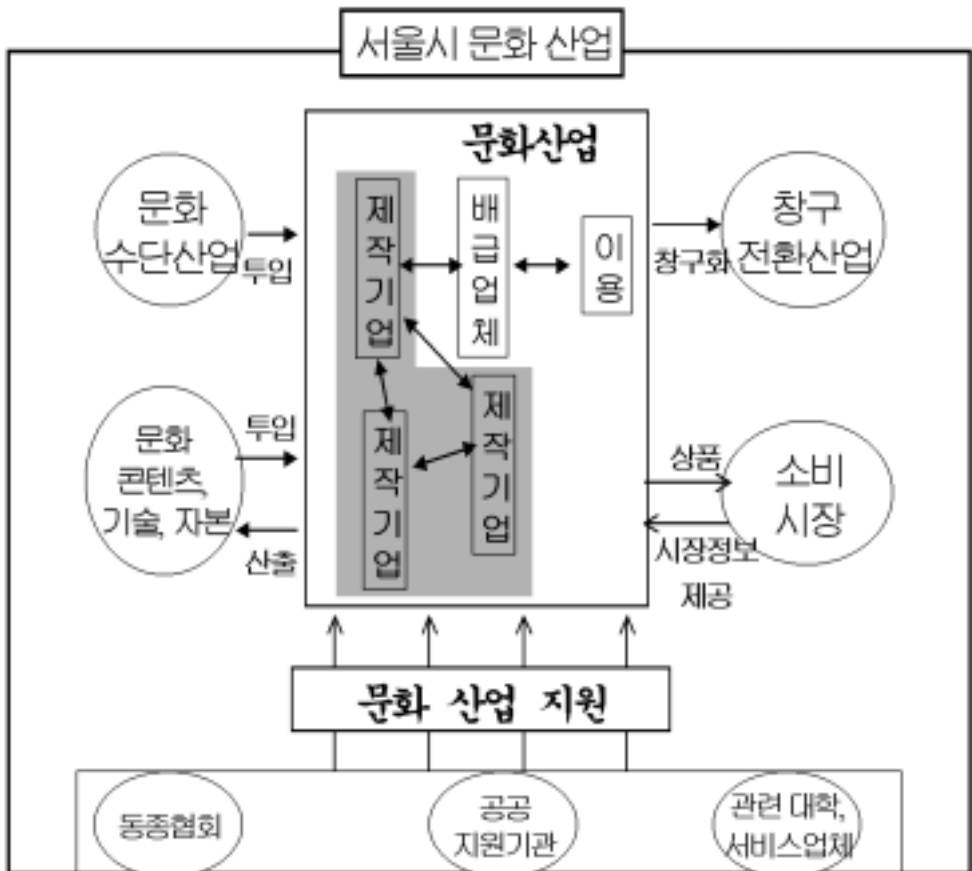 서울시 문화 산업
문화산업
문화
수단산업
투입
제작기업
배급업체
이용
창구화
창구
전환산업
문화
콘텐츠,
기술, 자본
투입
산출
제작기업
제작기업
상품
시장정보
제공
소비
시장
문화 산업 지원
동종협회
공공
지원기관
관련 대학,
서비스업체